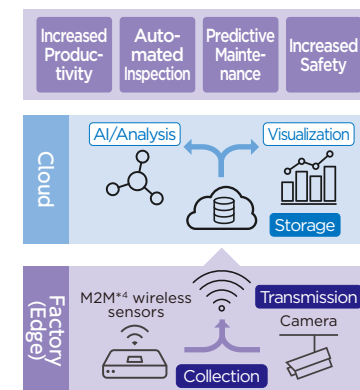 Increased
Produc-
tivity
Auto-
mated
Inspection
Predictive
Mainte-
nance
Increased
Safety
Cloud
AI/Analysis
Visualization
Storage
Factory
(Edge)
M2M*4 wireless
sensors
Transmission
Camera
Collection